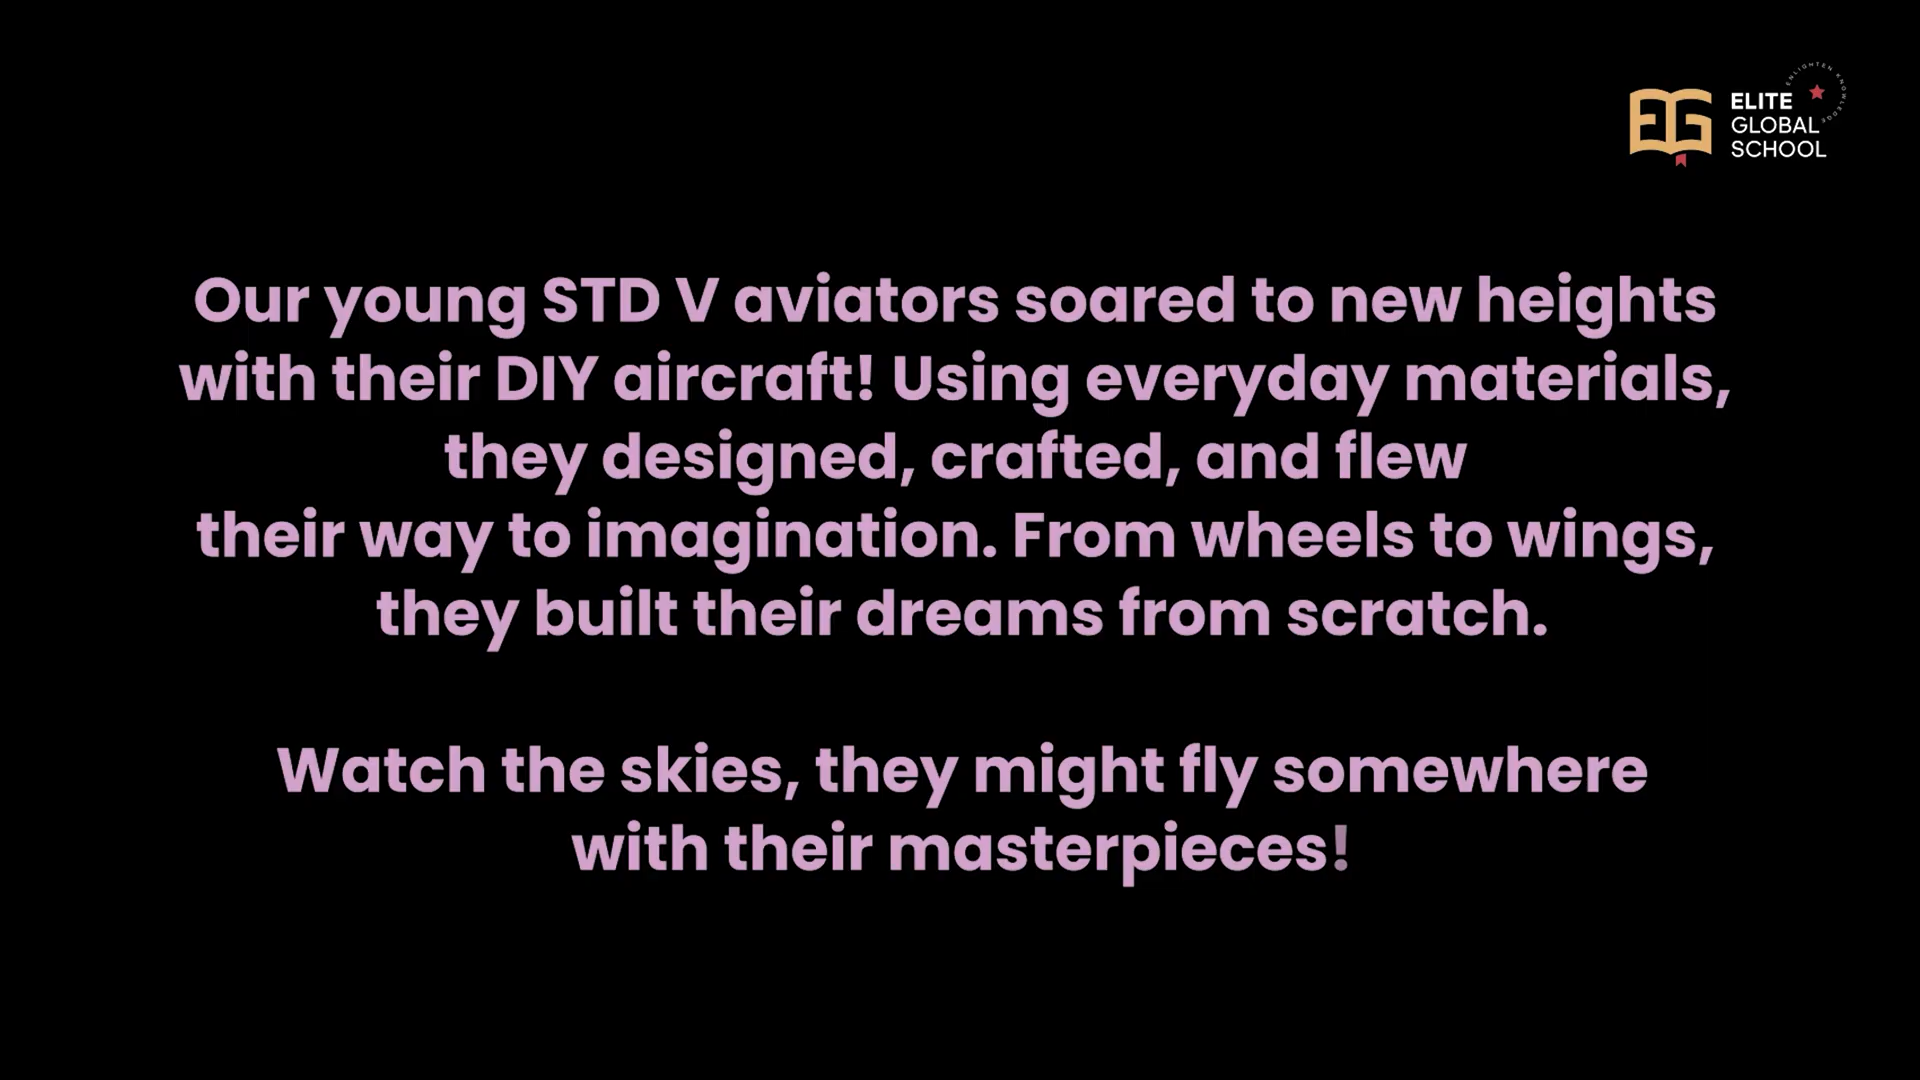 ENLIGHTEN KNOWLEDGE
ELITE
GLOBAL
SCHOOL
Our young STD V aviators soared to new heights
with their DIY aircraft! Using everyday materials,
they designed, crafted, and flew
their way to imagination. From wheels to wings,
they built their dreams from scratch.
Watch the skies, they might fly somewhere
with their masterpieces!